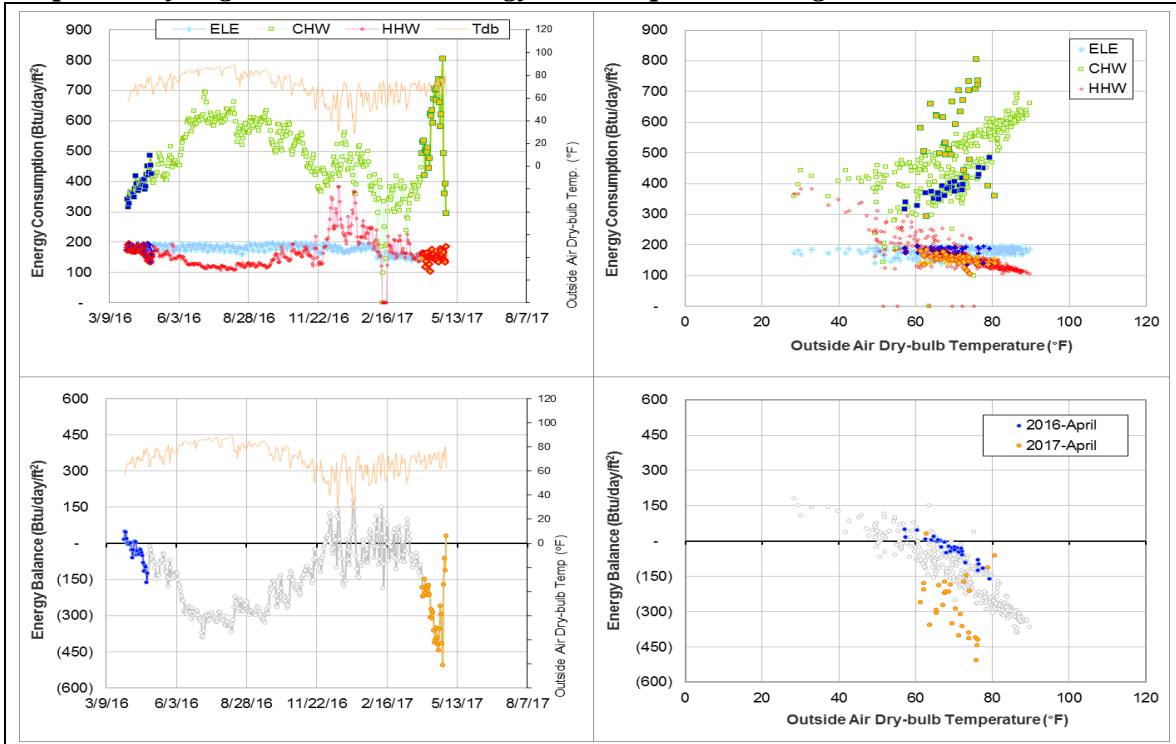 ELE CHW HHW Tdb
Energy Consumption (Btu/day/ft²)
900
800
700
600
500
400
300
200
100
-
120
100
80
60
40
20
0
Outside Air Dry-bulb Temp. (°F)
3/9/16 6/3/16 8/28/16 11/22/16 2/16/17 5/13/17 8/7/17
Energy Consumption (Btu/day/ft²)
900
800
700
600
500
400
300
200
100
-
ELE
CHW
HHW
0 20 40 60 80 100 120
Outside Air Dry-bulb Temperature (°F)
Energy Balance (Btu/day/ft²)
600
450
300
150
-
(150)
(300)
(450)
(600)
120
100
80
60
40
20
0
Outside Air Dry-bulb Temp (°F)
3/9/16 6/3/16 8/28/16 11/22/16 2/16/17 5/13/17 8/7/17
Energy Balance (Btu/day/ft²)
600
450
300
150
-
(150)
(300)
(450)
(600)
2016-April
2017-April
0 20 40 60 80 100 120
Outside Air Dry-bulb Temperature (°F)